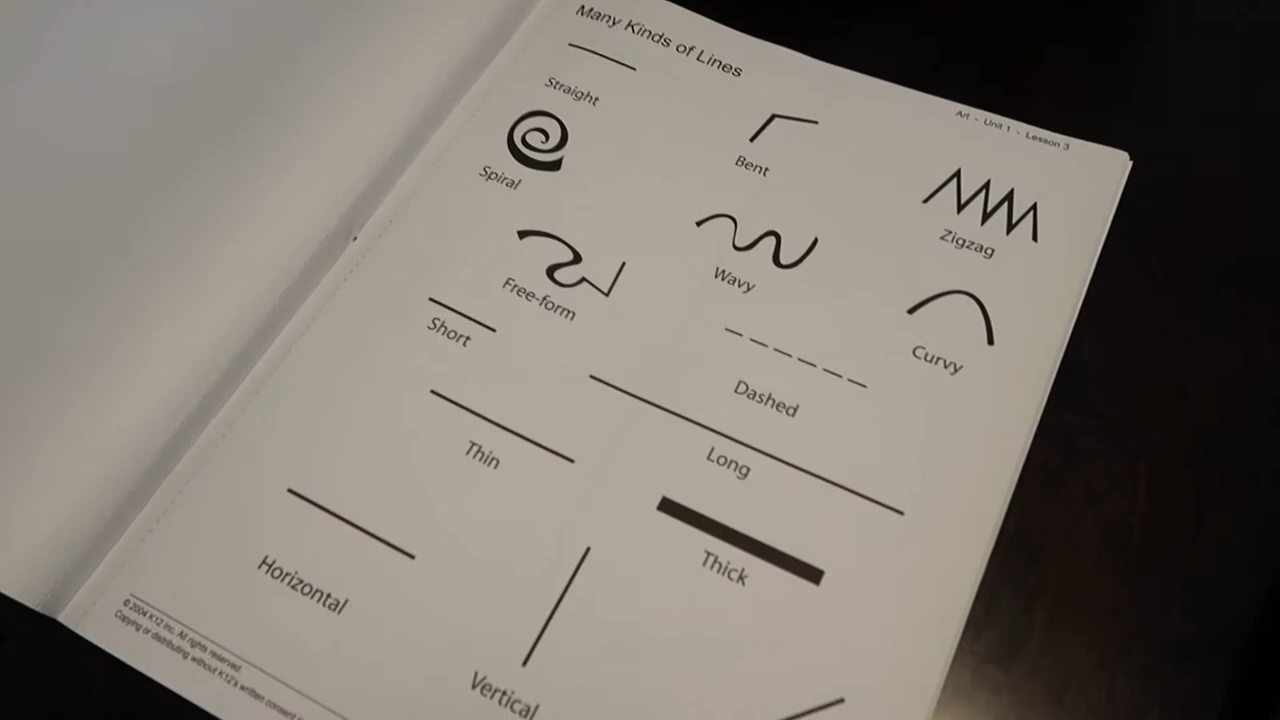 Many Kinds of Lines
Art - Unit 1 - Lesson 3
Straight
Bent
Zigzag
Spiral
Wavy
Curvy
Free-form
Short
Dashed
Thin
Long
Horizontal
Thick
Vertical
© 2004 K12 Inc. All rights reserved.
Copying or distributing without K12's written consent